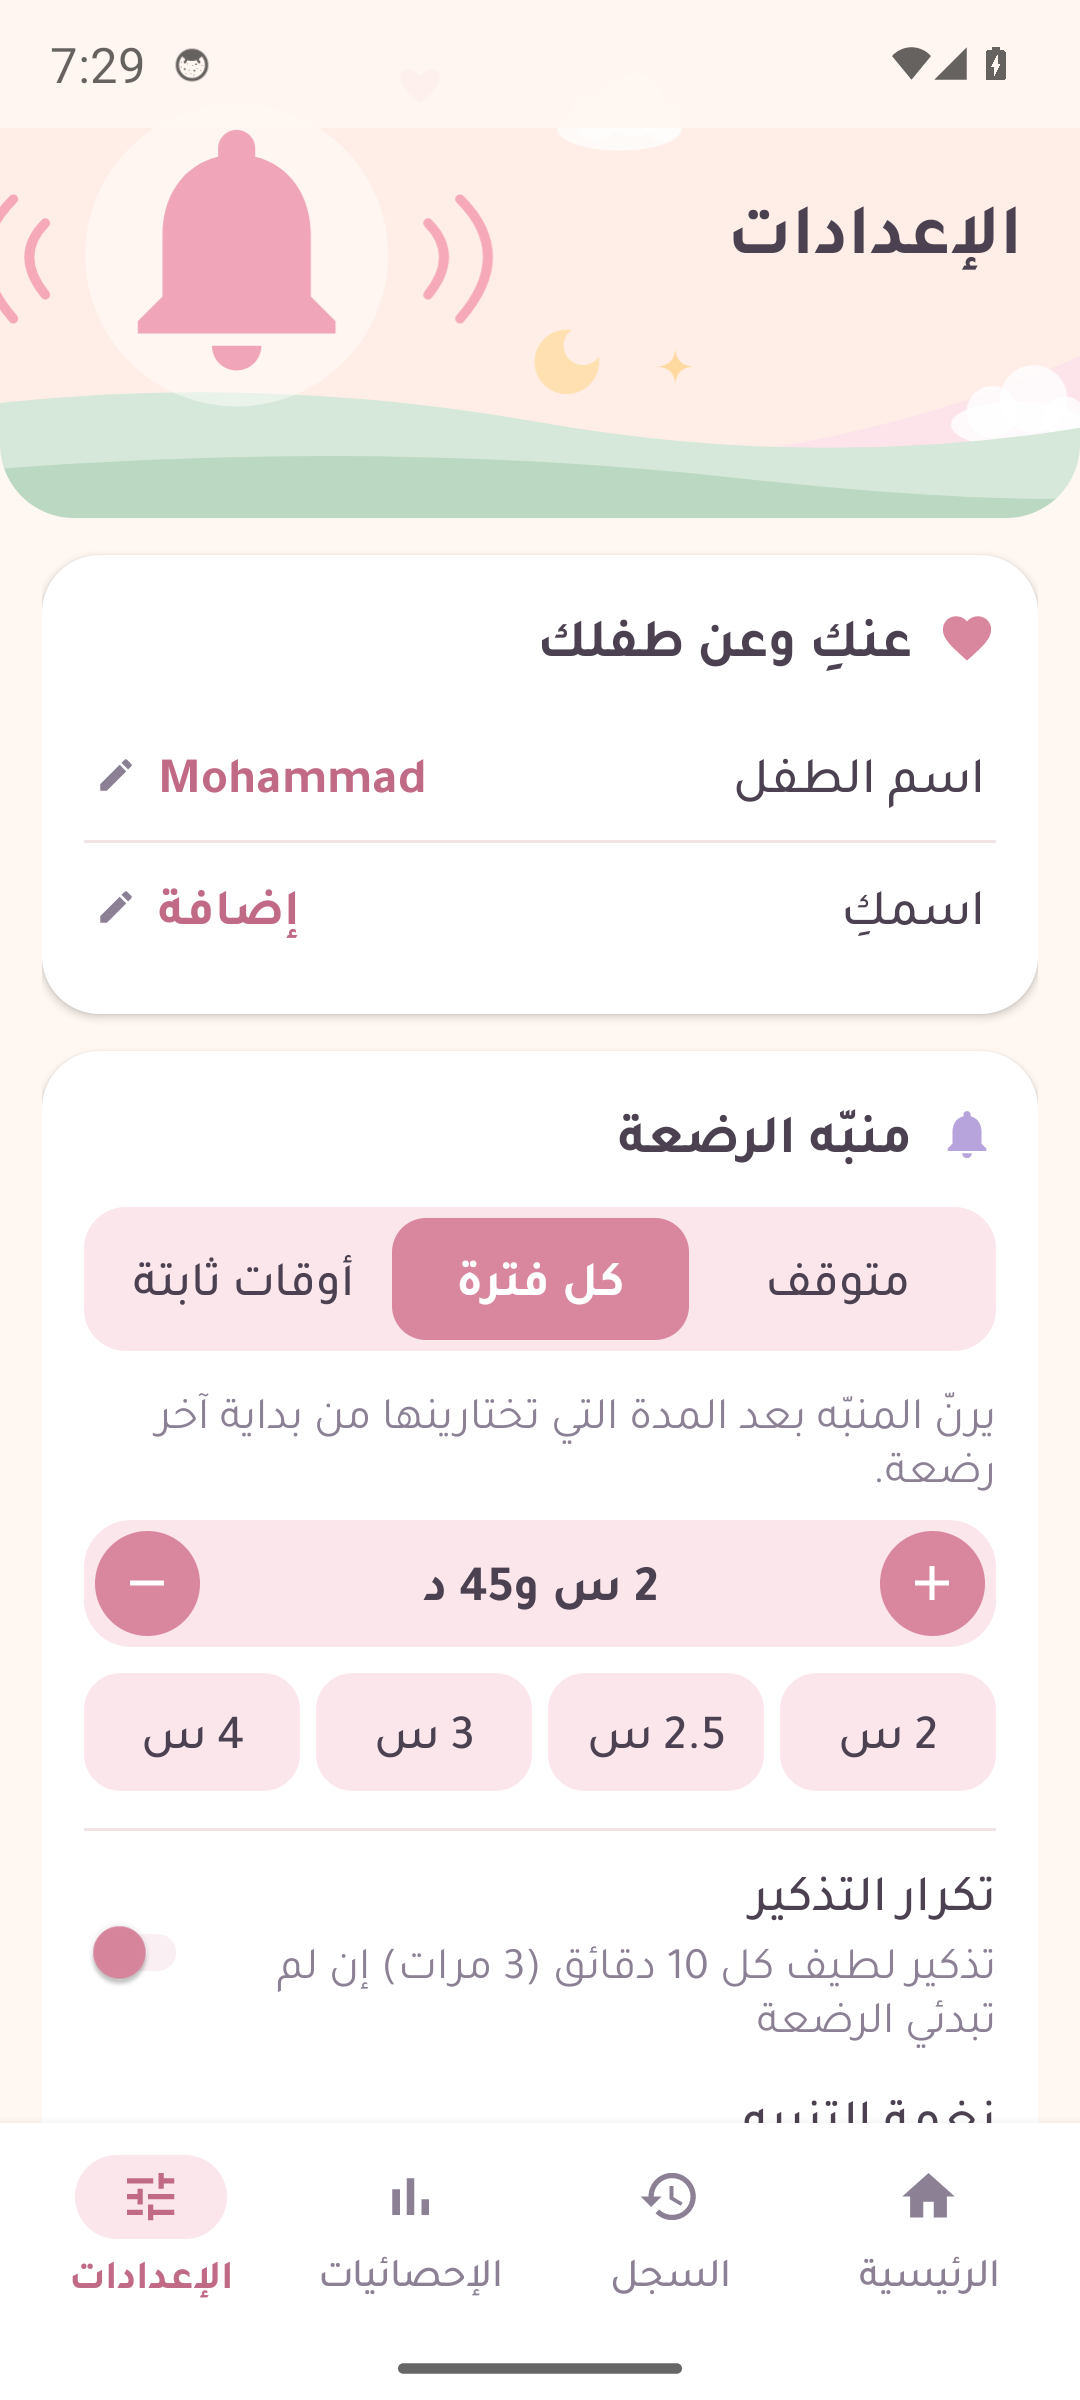 7:29
الإعدادات
عنكِ وعن طفلك
اسم الطفل
Mohammad
اسمكِ
إضافة
منبّه الرضعة
متوقف
كل فترة
أوقات ثابتة
يرنّ المنبّه بعد المدة التي تختارينها من بداية آخر
رضعة.
2 س و45 د
2 س
2.5 س
3 س
4 س
تكرار التذكير
تذكير لطيف كل 10 دقائق (3 مرات) إن لم
تبدئي الرضعة
نغمة التنبيه
الرئيسية
السجل
الإحصائيات
الإعدادات